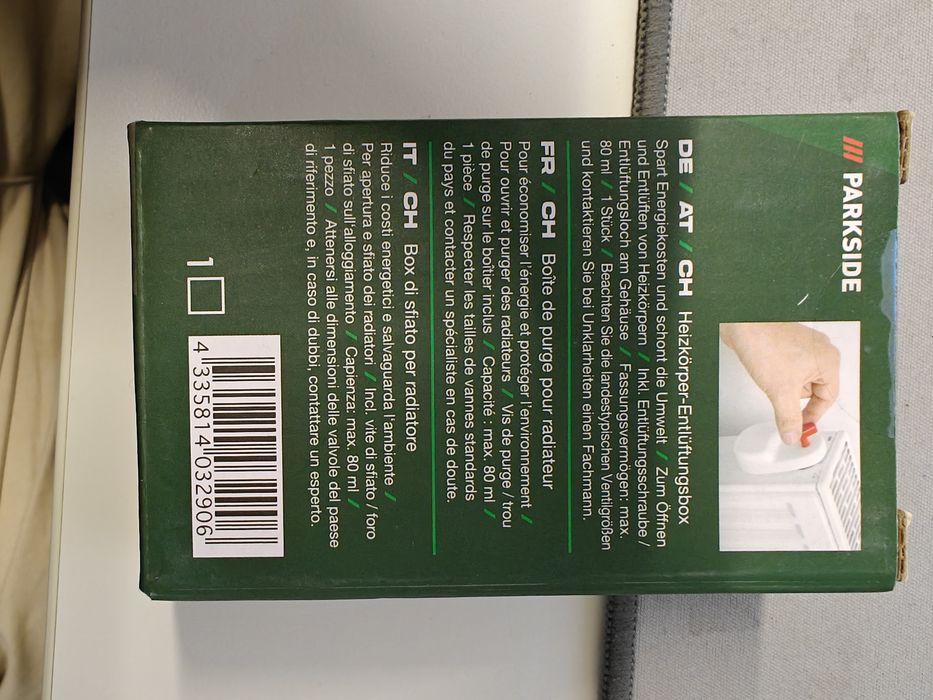 PARKSIDE
DE / AT / CH Heizkörper-Entlüftungsbox
Spart Energiekosten und schont die Umwelt / Zum Öffnen
und Entlüften von Heizkörpern / Inkl. Entlüftungsschraube /
Entlüftungsloch am Gehäuse / Fassungsvermögen: max.
80 ml / 1 Stück / Beachten Sie die landestypischen Ventilgrößen
und kontaktieren Sie bei Unklarheiten einen Fachmann.
FR / CH Boîte de purge pour radiateur
Pour économiser l'énergie et protéger l'environnement /
Pour ouvrir et purger des radiateurs / Vis de purge / trou
de purge sur le boîtier inclus / Capacité : max. 80 ml /
1 pièce / Respecter les tailles de vannes standards
du pays et contacter un spécialiste en cas de doute.
IT / CH Box di sfiato per radiatore
Riduce i costi energetici e salvaguarda l'ambiente /
Per apertura e sfiato dei radiatori / Incl. vite di sfiato / foro
di sfiato sull'alloggiamento / Capienza: max. 80 ml /
1 pezzo / Attenersi alle dimensioni delle valvole del paese
di riferimento e, in caso di dubbi, contattare un esperto.
1
4 335814 032906